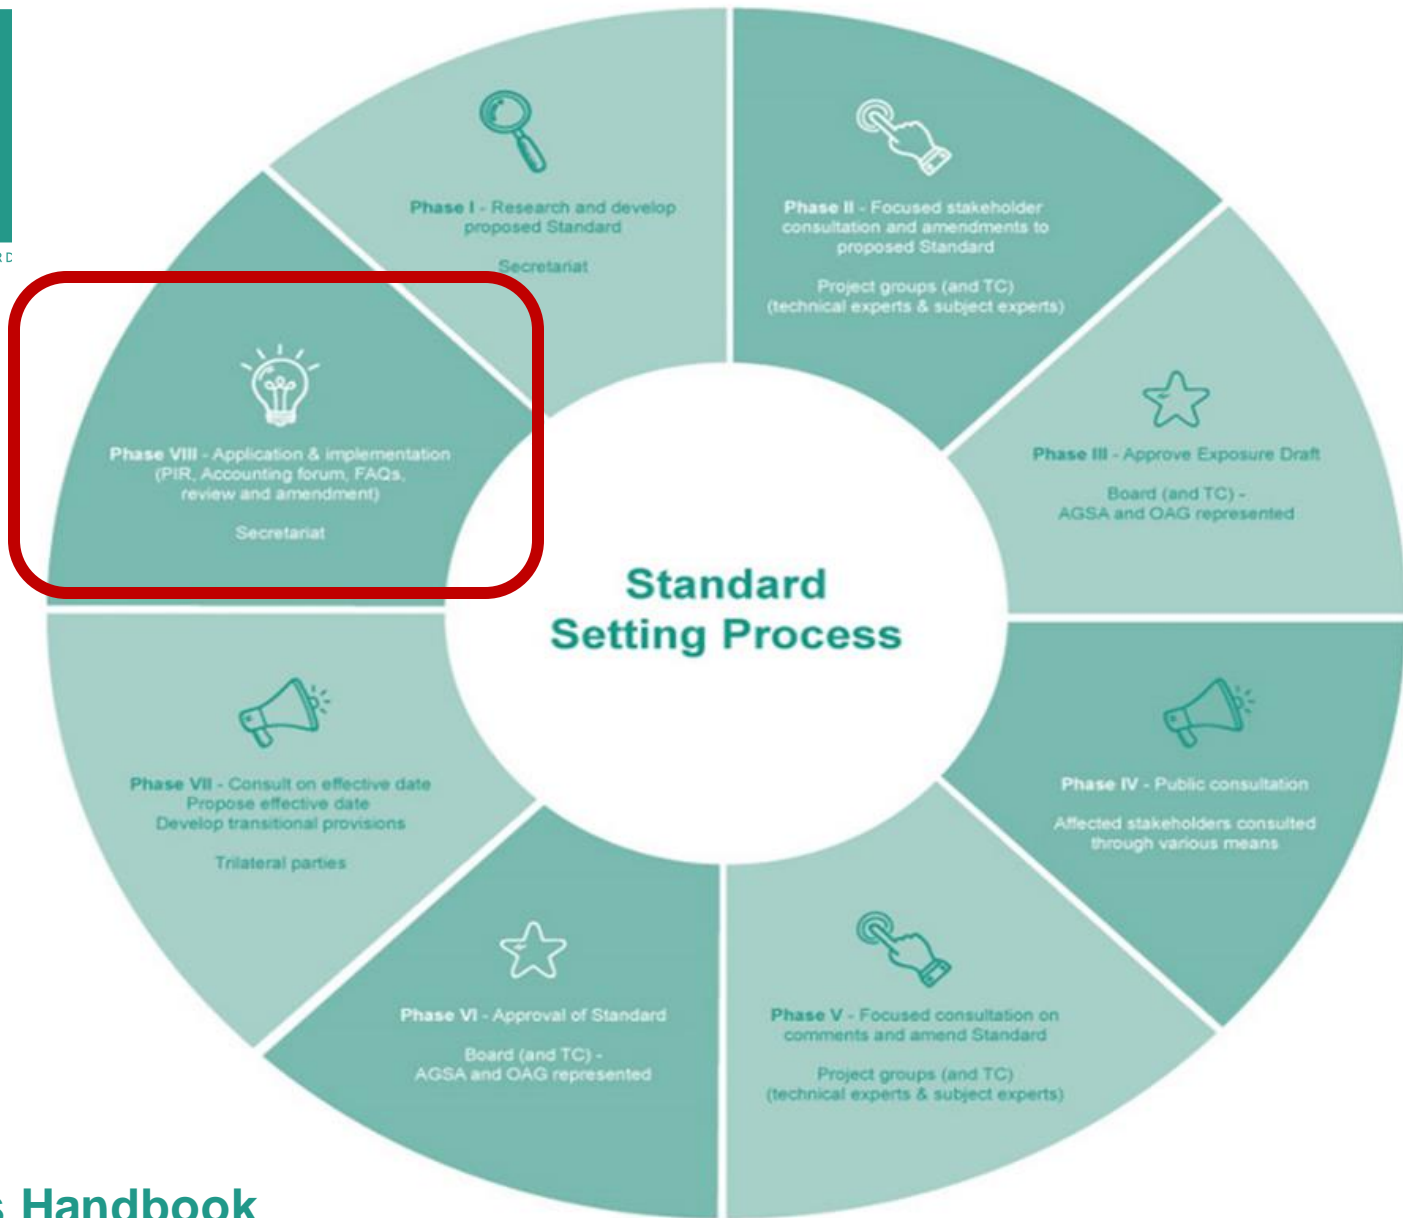 RD
Phase I - Research and develop
proposed Standard
Secretariat
Phase II - Focused stakeholder
consultation and amendments to
proposed Standard
Project groups (and TC)
(technical experts & subject experts)
Phase III - Approve Exposure Draft
Board (and TC) -
AGSA and OAG represented
Phase IV - Public consultation
Affected stakeholders consulted
through various means
Phase V - Focused consultation on
comments and amend Standard
Project groups (and TC)
(technical experts & subject experts)
Phase VI - Approval of Standard
Board (and TC) -
AGSA and OAG represented
Phase VII - Consult on effective date
Propose effective date
Develop transitional provisions
Trilateral parties
Phase VIII - Application & implementation
(PIR, Accounting forum, FAQs,
review and amendment)
Secretariat
Standard
Setting Process
s Handbook